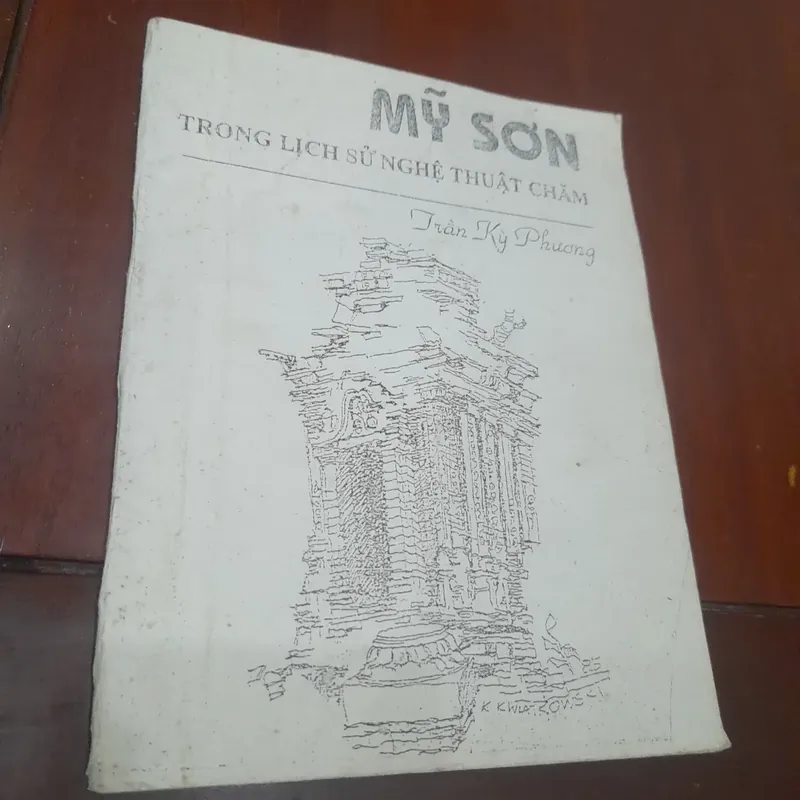 MỸ SƠN
TRONG LỊCH SỬ NGHỆ THUẬT CHĂM
Trần Kỳ Phương